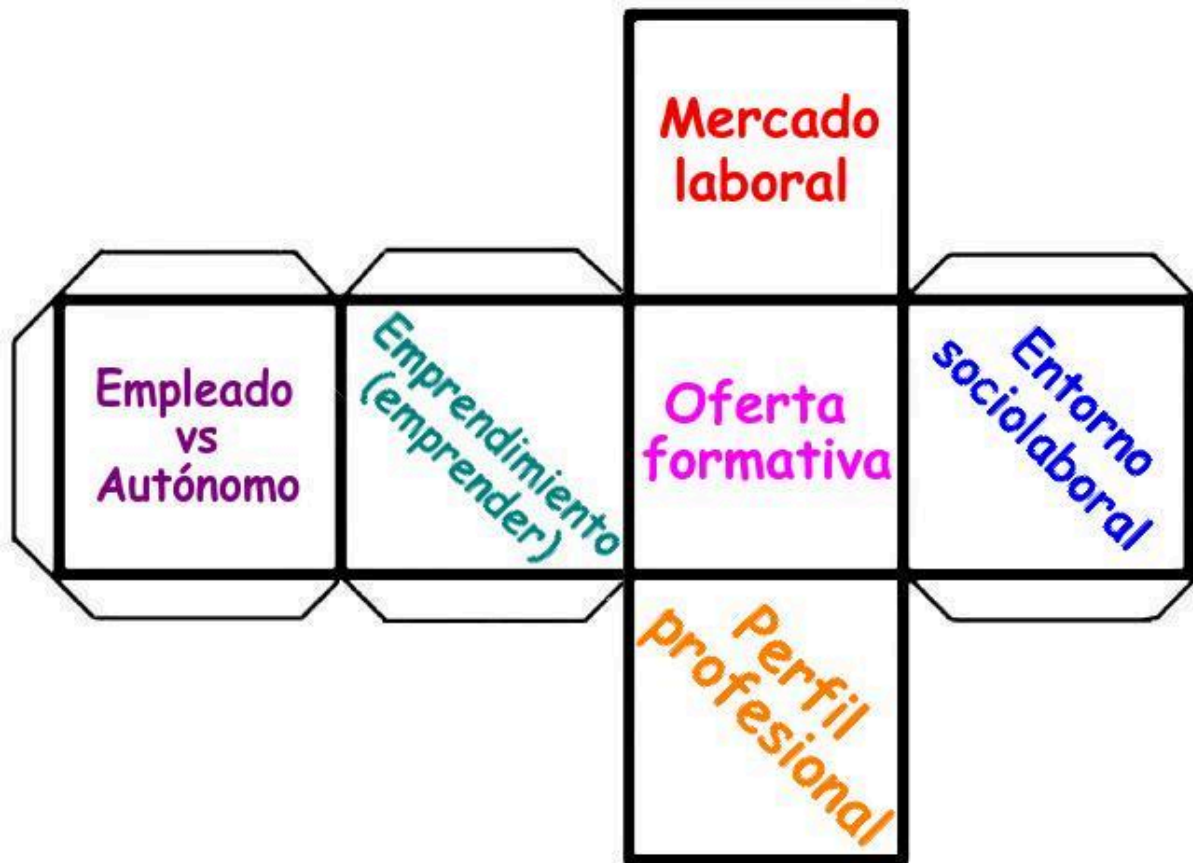 Mercado
laboral
Empleado
vs
Autónomo
Emprendimiento
(emprender)
Oferta
formativa
Entorno
sociolaboral
Perfil
profesional